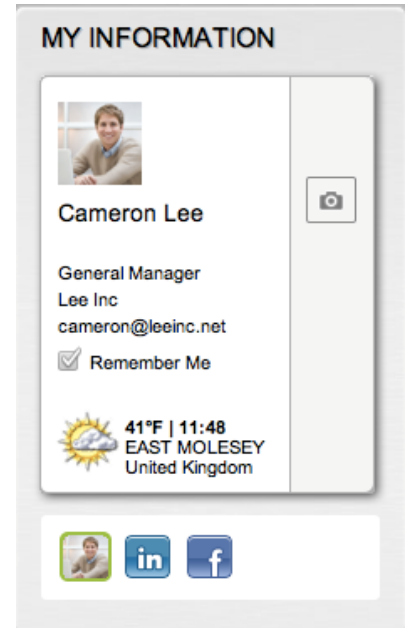 MY INFORMATION
Cameron Lee
General Manager
Lee Inc
cameron@leeinc.net
Remember Me
41°F | 11:48
EAST MOLESEY
United Kingdom
in f